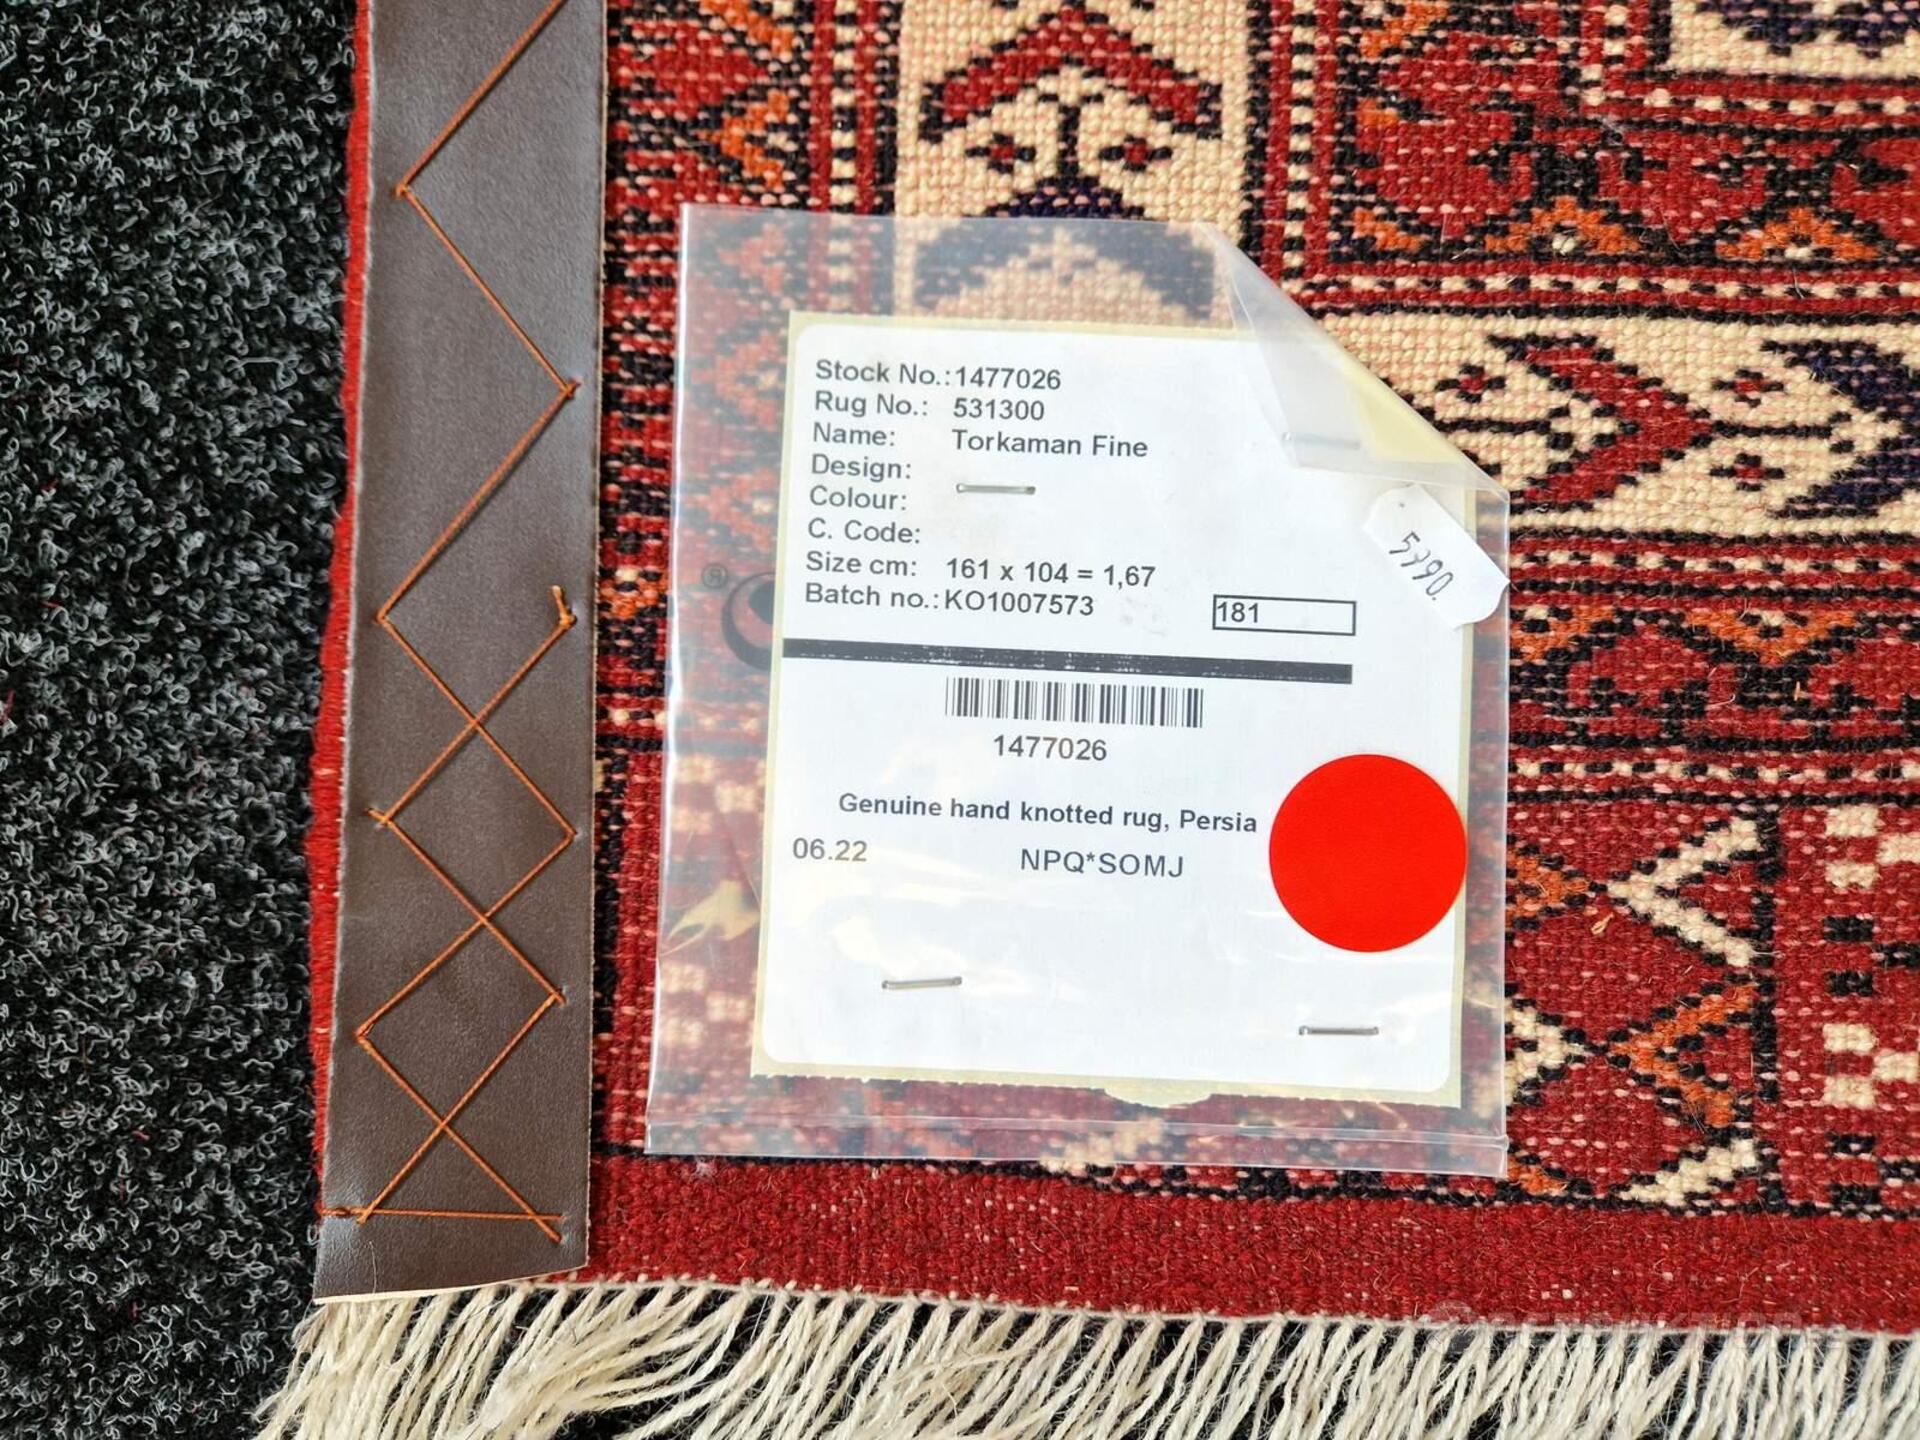 Stock No.:1477026
Rug No.: 531300
Name: Torkaman Fine
Design:
Colour:
C. Code:
Size cm: 161 x 104 = 1,67
Batch no.:KO1007573
181
5390.
®
1477026
Genuine hand knotted rug, Persia
06.22 NPQ*SOMJ